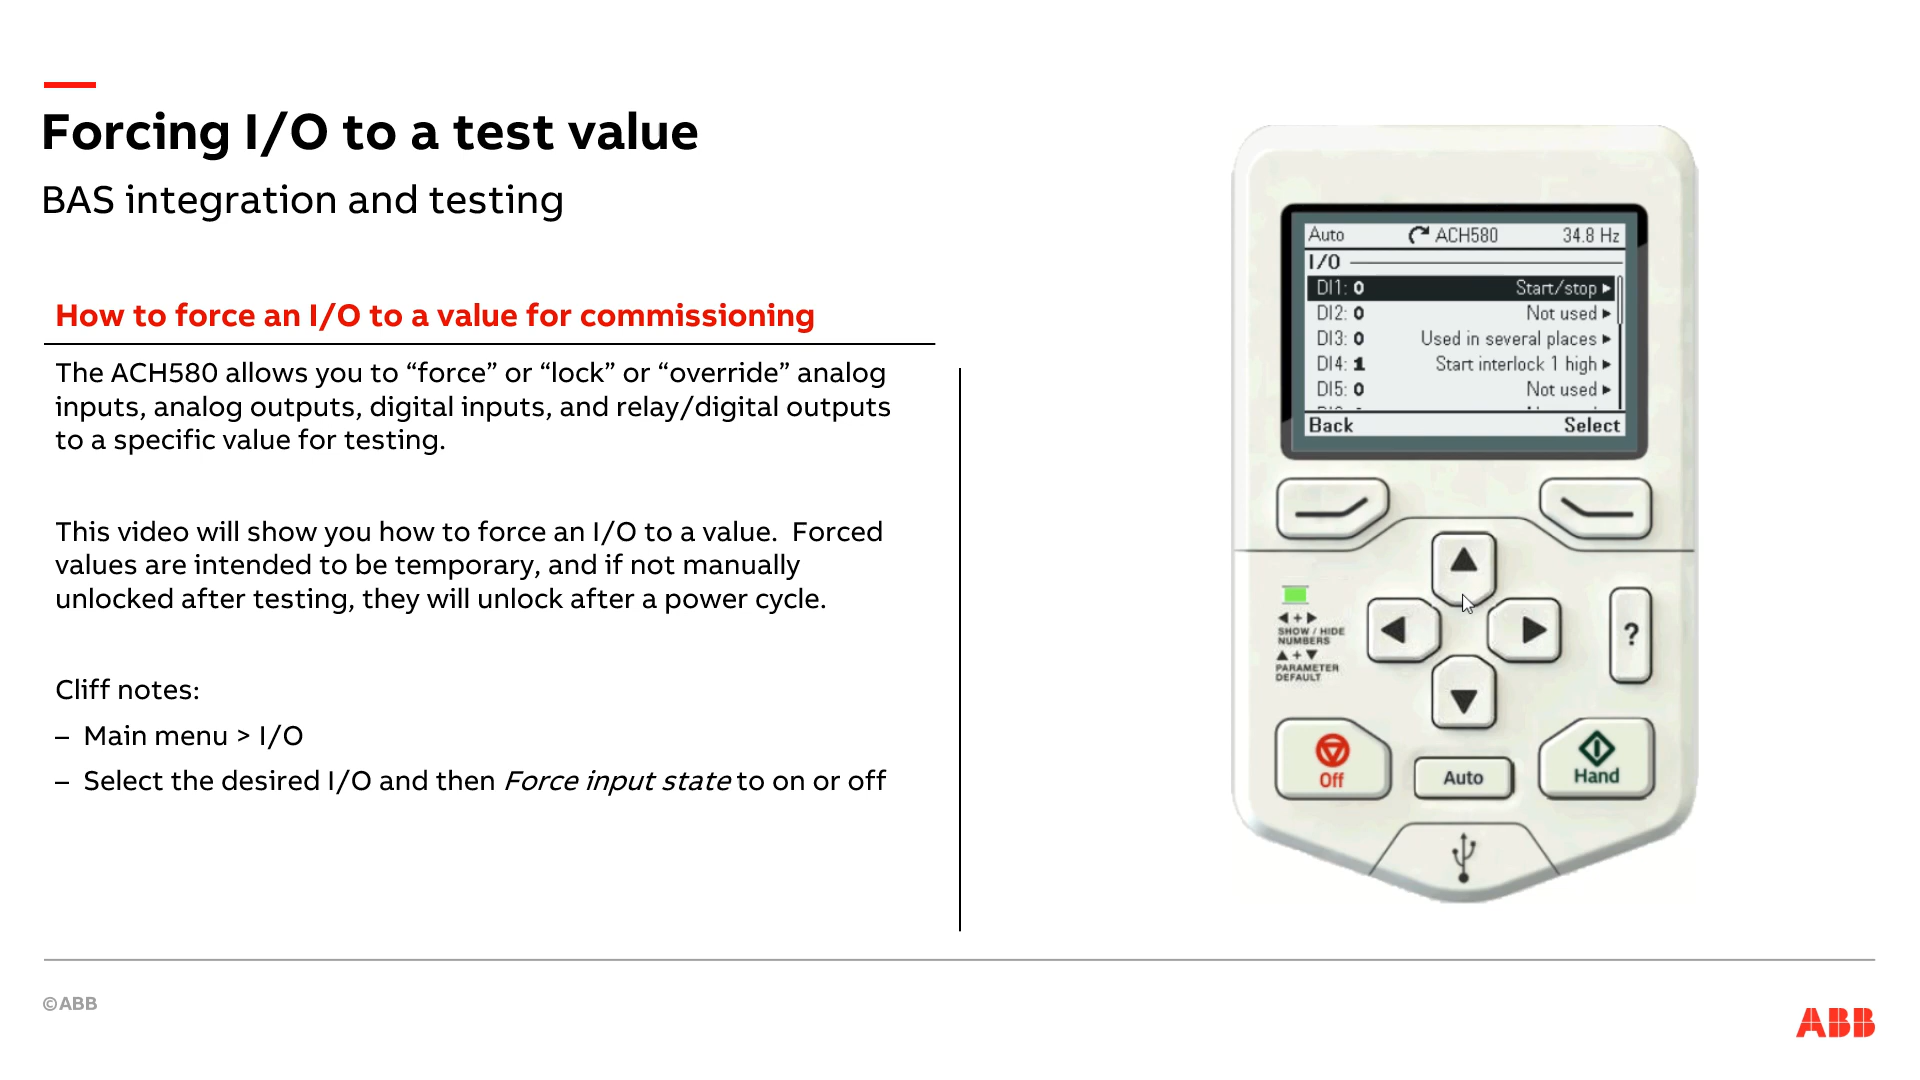 Forcing I/O to a test value
BAS integration and testing
How to force an I/O to a value for commissioning
The ACH580 allows you to “force” or “lock” or “override” analog
inputs, analog outputs, digital inputs, and relay/digital outputs
to a specific value for testing.
This video will show you how to force an I/O to a value.  Forced
values are intended to be temporary, and if not manually
unlocked after testing, they will unlock after a power cycle.
Cliff notes:
– Main menu > I/O
– Select the desired I/O and then Force input state to on or off
Auto ACH580 34.8 Hz
I/O
DI1: 0 Start/stop
DI2: 0 Not used
DI3: 0 Used in several places
DI4: 1 Start interlock 1 high
DI5: 0 Not used
Back Select
◀ + ▶
SHOW / HIDE
NUMBERS
▲ + ▼
PARAMETER
DEFAULT
?
Off
Auto
Hand
©ABB
ABB